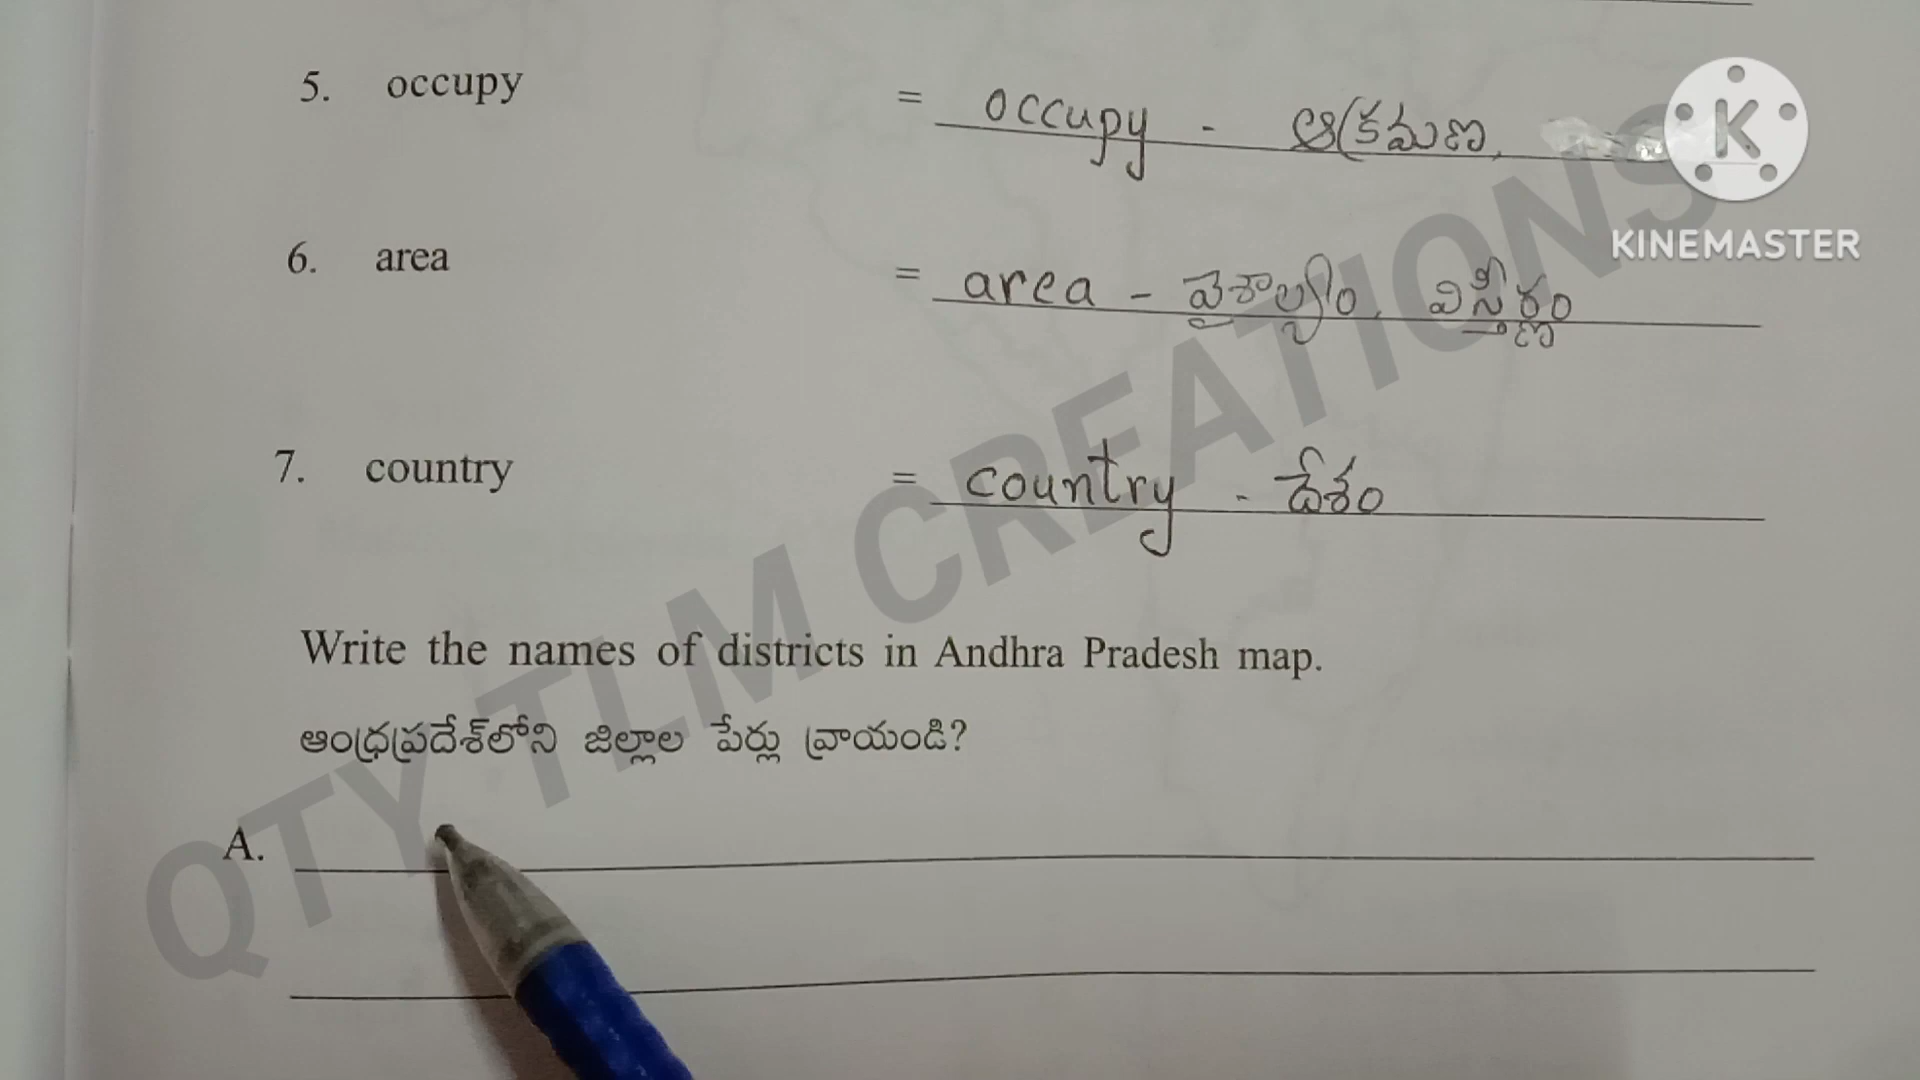 5. occupy = occupy - ఆక్రమణ,
6. area = area - వైశాల్యం, విస్తీర్ణం
7. country = country - దేశం
Write the names of districts in Andhra Pradesh map.
ఆంధ్రప్రదేశ్‌లోని జిల్లాల పేర్లు వ్రాయండి?
A.
QTY TLM CREATIONS
K
KINEMASTER